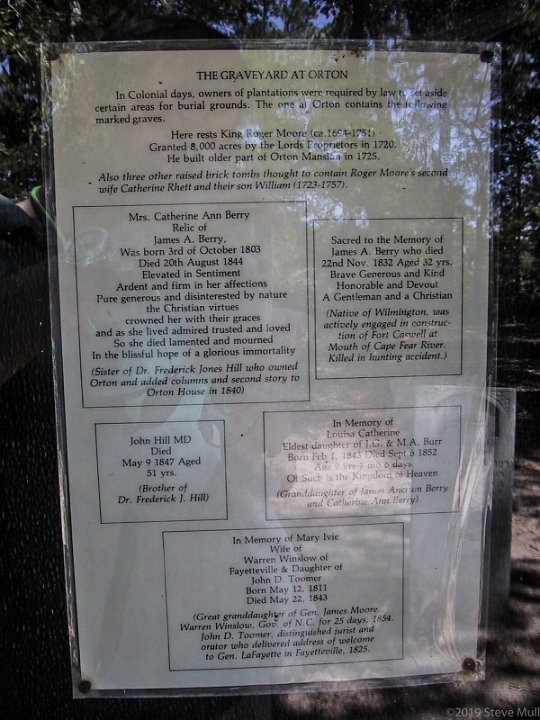 THE GRAVEYARD AT ORTON
In Colonial days, owners of plantations were required by law to set aside
certain areas for burial grounds. The one at Orton contains the following
marked graves.
Here rests King Roger Moore (ca.1694-1751)
Granted 8,000 acres by the Lords Proprietors in 1720.
He built older part of Orton Mansion in 1725.
Also three other raised brick tombs thought to contain Roger Moore's second
wife Catherine Rhett and their son William (1723-1757).
Mrs. Catherine Ann Berry
Relic of
James A. Berry,
Was born 3rd of October 1803
Died 20th August 1844
Elevated in Sentiment
Ardent and firm in her affections
Pure generous and disinterested by nature
the Christian virtues
crowned her with their graces
and as she lived admired trusted and loved
So she died lamented and mourned
In the blissful hope of a glorious immortality
(Sister of Dr. Frederick Jones Hill who owned
Orton and added columns and second story to
Orton House in 1840)
Sacred to the Memory of
James A. Berry who died
22nd Nov. 1832 Aged 32 yrs.
Brave Generous and Kind
Honorable and Devout
A Gentleman and a Christian
(Native of Wilmington, was
actively engaged in construc-
tion of Fort Caswell at
Mouth of Cape Fear River.
Killed in hunting accident.)
John Hill MD
Died
May 9 1847 Aged
51 yrs.
(Brother of
Dr. Frederick J. Hill)
In Memory of
Louisa Catherine
Eldest daughter of J.G. & M.A. Burr
Born Feb 1, 1843 Died Sept 6 1852
Age 9 yrs 7 mo 6 days
Of Such is the Kingdom of Heaven
(Granddaughter of James Ancrum Berry
and Catherine Ann Berry)
In Memory of Mary Ivie
Wife of
Warren Winslow of
Fayetteville & Daughter of
John D. Toomer
Born May 12, 1811
Died May 22, 1843
(Great granddaughter of Gen. James Moore.
Warren Winslow, Gov. of N.C. for 25 days, 1854.
John D. Toomer, distinguished jurist and
orator who delivered address of welcome
to Gen. LaFayette in Fayetteville, 1825.
©2019 Steve Mull